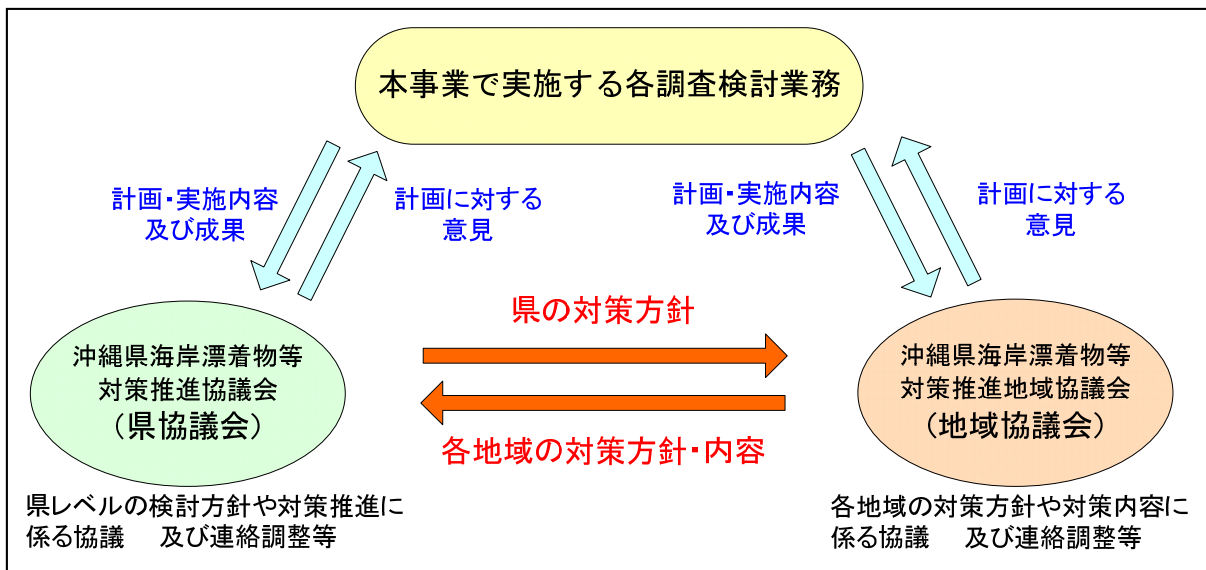 本事業で実施する各調査検討業務
計画・実施内容
及び成果
計画に対する
意見
計画・実施内容
及び成果
計画に対する
意見
県の対策方針
沖縄県海岸漂着物等
対策推進協議会
（県協議会）
沖縄県海岸漂着物等
対策推進地域協議会
（地域協議会）
各地域の対策方針・内容
県レベルの検討方針や対策推進に
係る協議　及び連絡調整等
各地域の対策方針や対策内容に
係る協議　及び連絡調整等